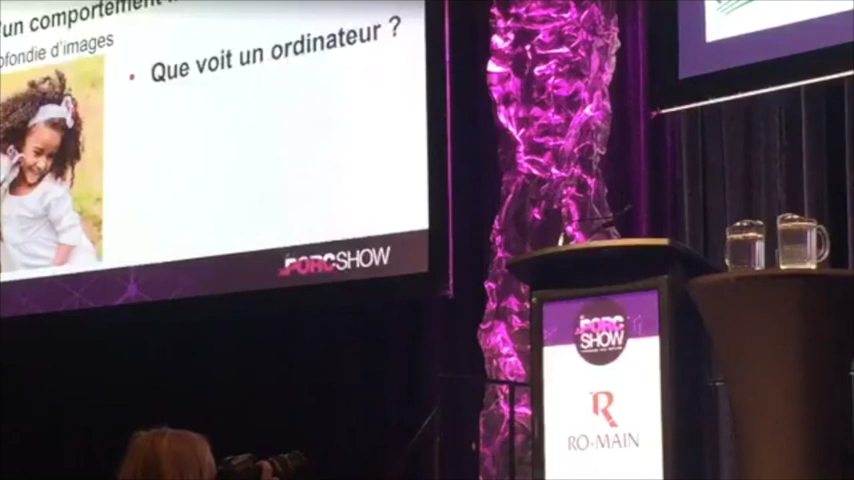 'un comportement
ofondie d'images
• Que voit un ordinateur ?
PORCSHOW
PORC
SHOW
RO-MAIN